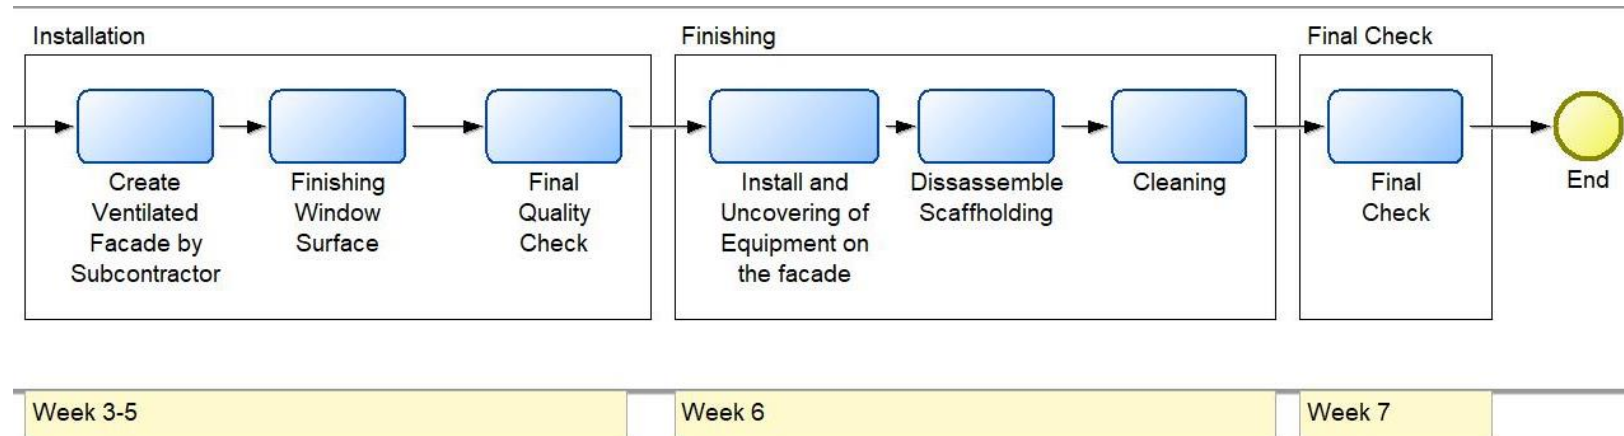 Installation
Finishing
Final Check
Create
Ventilated
Facade by
Subcontractor
Finishing
Window
Surface
Final
Quality
Check
Install and
Uncovering of
Equipment on
the facade
Dissassemble
Scaffholding
Cleaning
Final
Check
End
Week 3-5
Week 6
Week 7